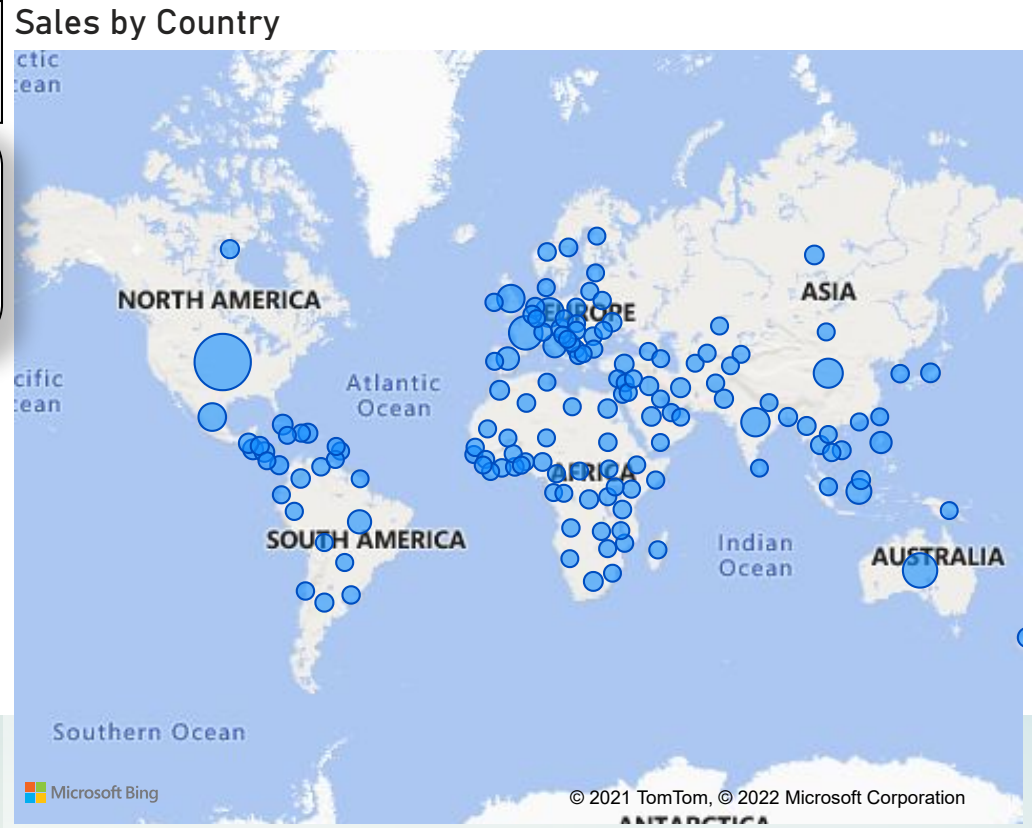 Sales by Country
ctic
cean
NORTH AMERICA
EUROPE
ASIA
cific
cean
Atlantic
Ocean
AFRICA
SOUTH AMERICA
Indian
Ocean
AUSTRALIA
Southern Ocean
Microsoft Bing
© 2021 TomTom, © 2022 Microsoft Corporation
ANTARCTICA